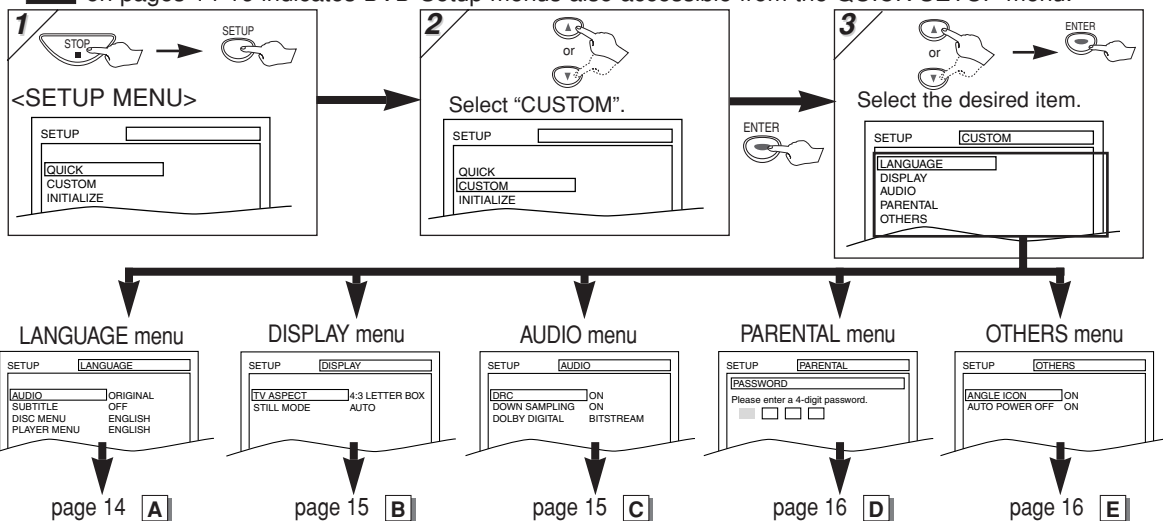 on pages 14-16 indicates DVD Setup menus also accessible from the QUICK SETUP menu.
1
STOP
SETUP
<SETUP MENU>
SETUP
QUICK
CUSTOM
INITIALIZE
2
or
Select “CUSTOM”.
SETUP
QUICK
CUSTOM
INITIALIZE
ENTER
3
or
ENTER
Select the desired item.
SETUP CUSTOM
LANGUAGE
DISPLAY
AUDIO
PARENTAL
OTHERS
LANGUAGE menu
SETUP LANGUAGE
AUDIO ORIGINAL
SUBTITLE OFF
DISC MENU ENGLISH
PLAYER MENU ENGLISH
page 14 A
DISPLAY menu
SETUP DISPLAY
TV ASPECT 4:3 LETTER BOX
STILL MODE AUTO
page 15 B
AUDIO menu
SETUP AUDIO
DRC ON
DOWN SAMPLING ON
DOLBY DIGITAL BITSTREAM
page 15 C
PARENTAL menu
SETUP PARENTAL
PASSWORD
Please enter a 4-digit password.
page 16 D
OTHERS menu
SETUP OTHERS
ANGLE ICON ON
AUTO POWER OFF ON
page 16 E